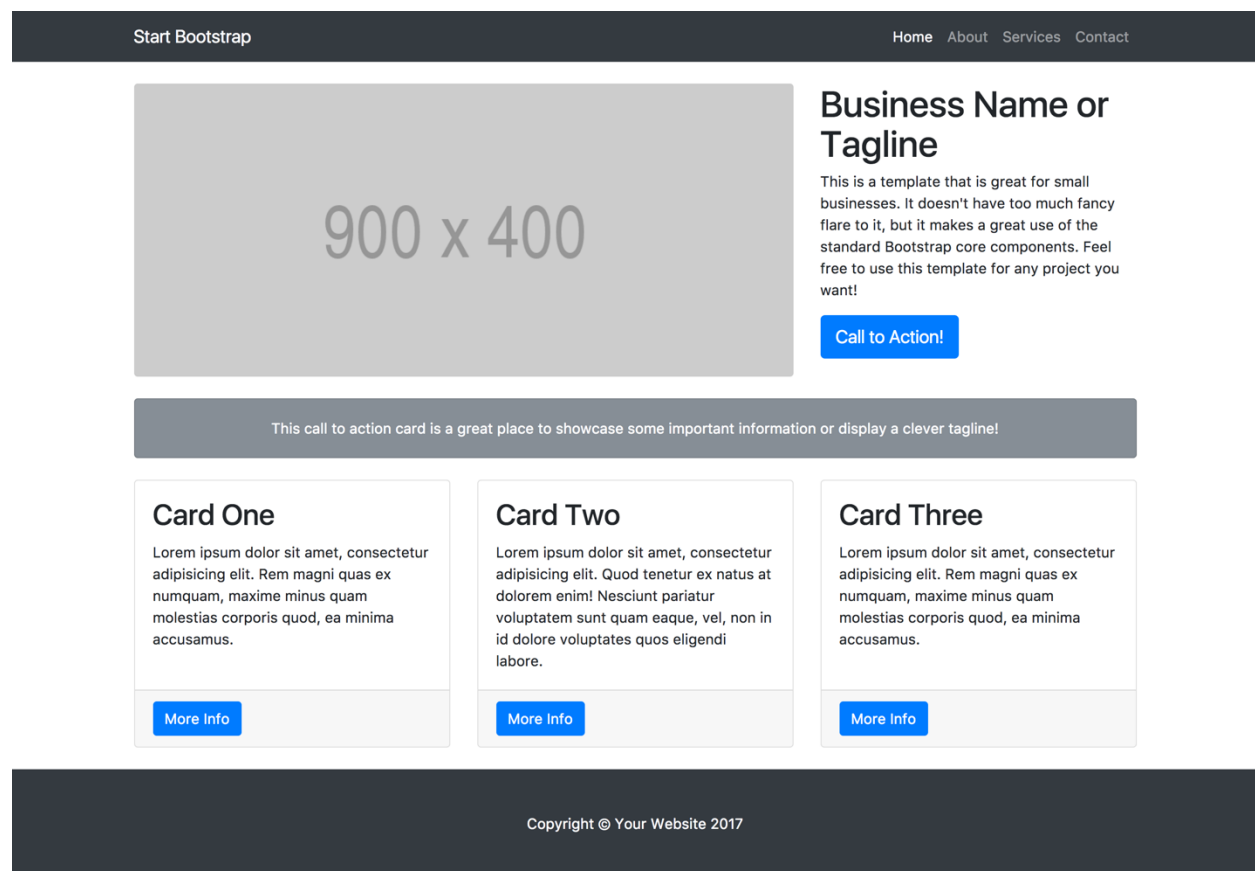 Start Bootstrap
Home About Services Contact
900 x 400
Business Name or
Tagline
This is a template that is great for small
businesses. It doesn't have too much fancy
flare to it, but it makes a great use of the
standard Bootstrap core components. Feel
free to use this template for any project you
want!
Call to Action!
This call to action card is a great place to showcase some important information or display a clever tagline!
Card One
Lorem ipsum dolor sit amet, consectetur
adipisicing elit. Rem magni quas ex
numquam, maxime minus quam
molestias corporis quod, ea minima
accusamus.
More Info
Card Two
Lorem ipsum dolor sit amet, consectetur
adipisicing elit. Quod tenetur ex natus at
dolorem enim! Nesciunt pariatur
voluptatem sunt quam eaque, vel, non in
id dolore voluptates quos eligendi
labore.
More Info
Card Three
Lorem ipsum dolor sit amet, consectetur
adipisicing elit. Rem magni quas ex
numquam, maxime minus quam
molestias corporis quod, ea minima
accusamus.
More Info
Copyright © Your Website 2017